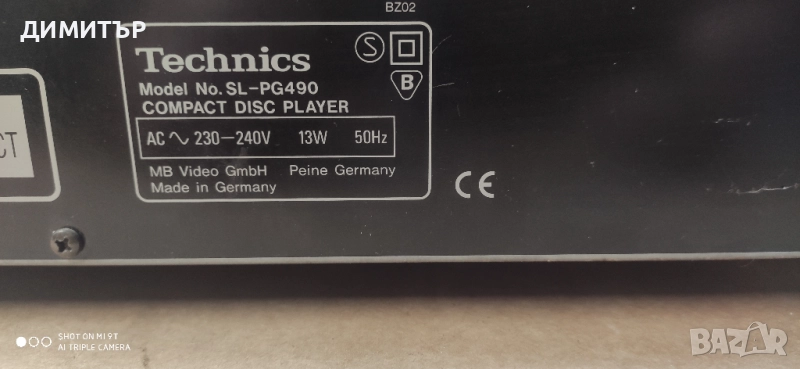 BZ02
ДИМИТЪР
Technics
S
Model No. SL-PG490
B
COMPACT DISC PLAYER
AC ~ 230-240V 13W 50Hz
CT
MB Video GmbH Peine Germany
Made in Germany
CE
SHOT ON MI 9T
AI TRIPLE CAMERA
BAZAR